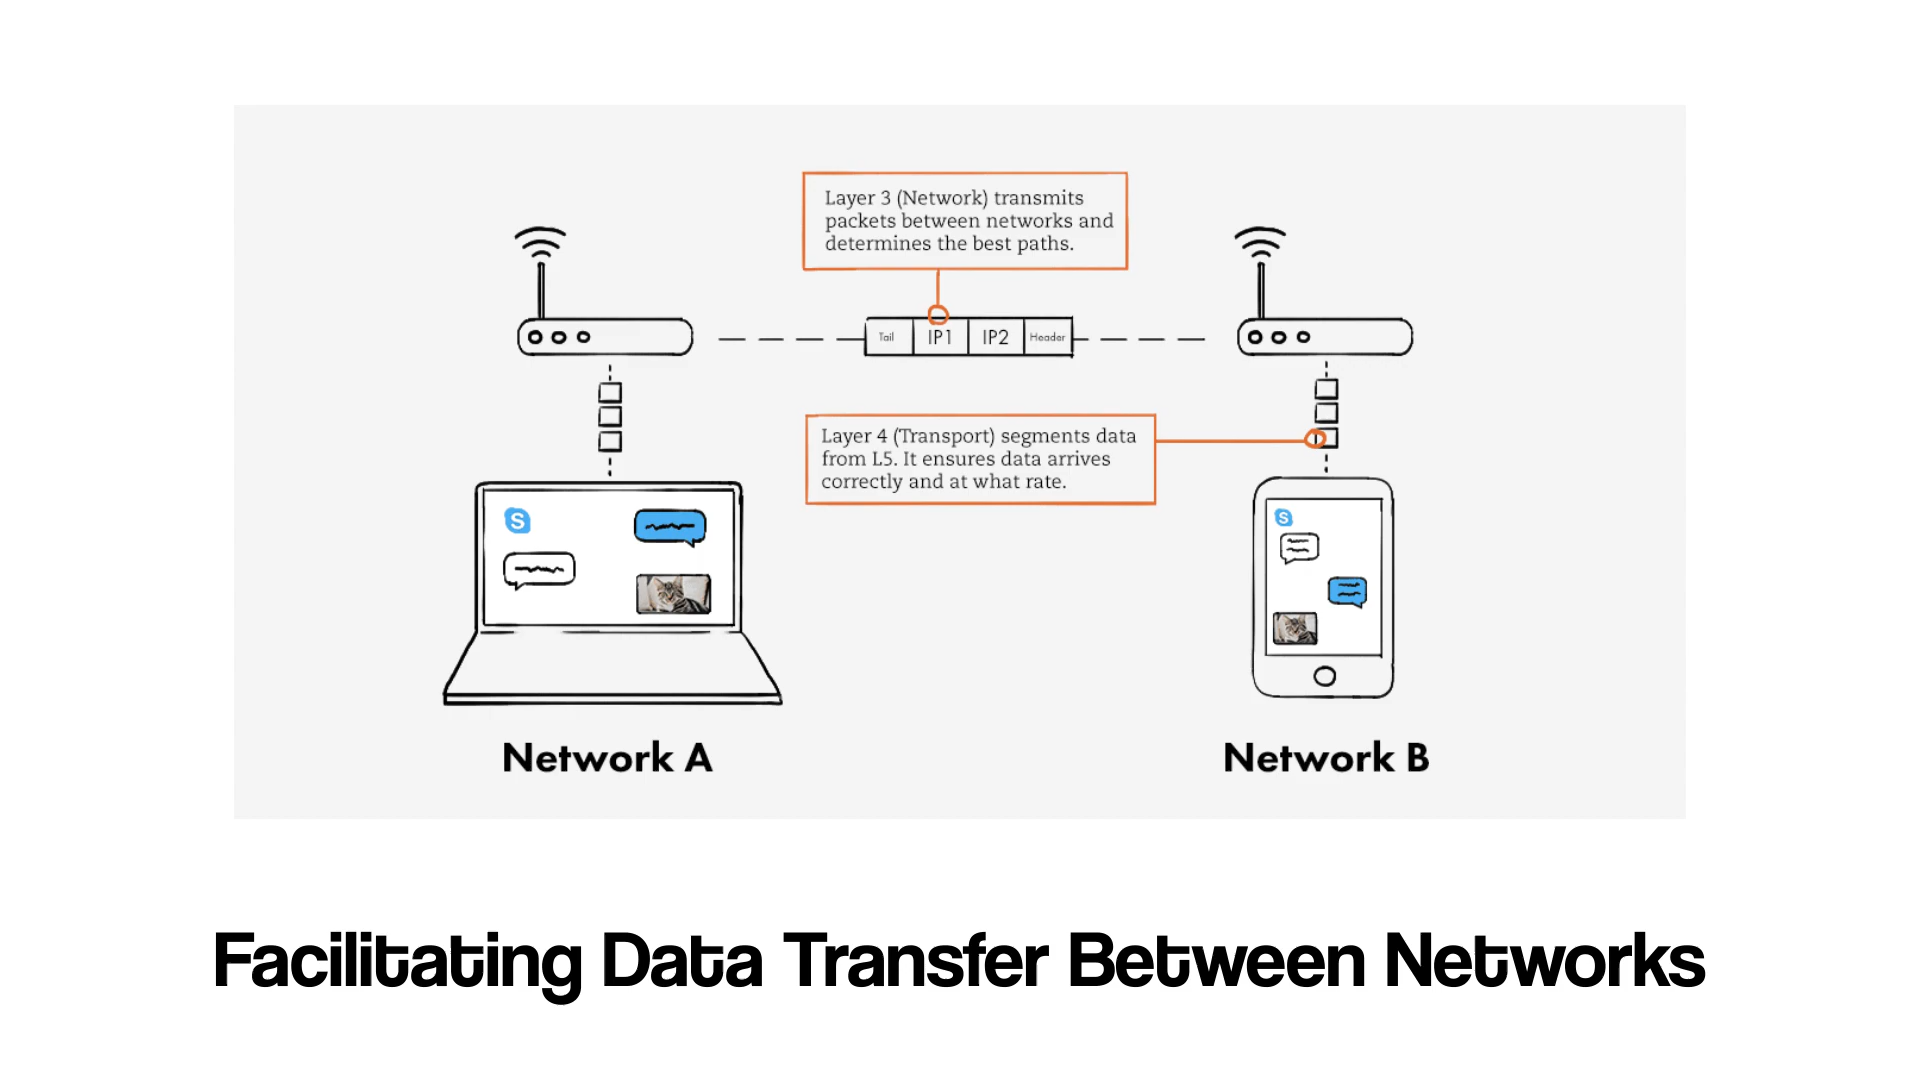 Layer 3 (Network) transmits
packets between networks and
determines the best paths.
Tail IP1 IP2 Header
Layer 4 (Transport) segments data
from L5. It ensures data arrives
correctly and at what rate.
S
S
Network A
Network B
Facilitating Data Transfer Between Networks